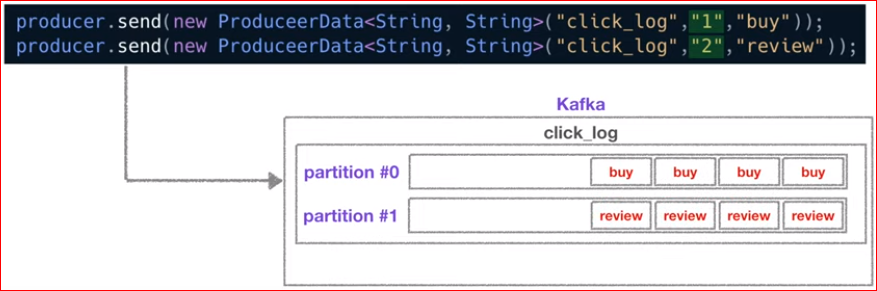 producer.send(new ProduceerData<String, String>("click_log","1","buy"));
producer.send(new ProduceerData<String, String>("click_log","2","review"));
Kafka
click_log
partition #0 buy buy buy buy
partition #1 review review review review